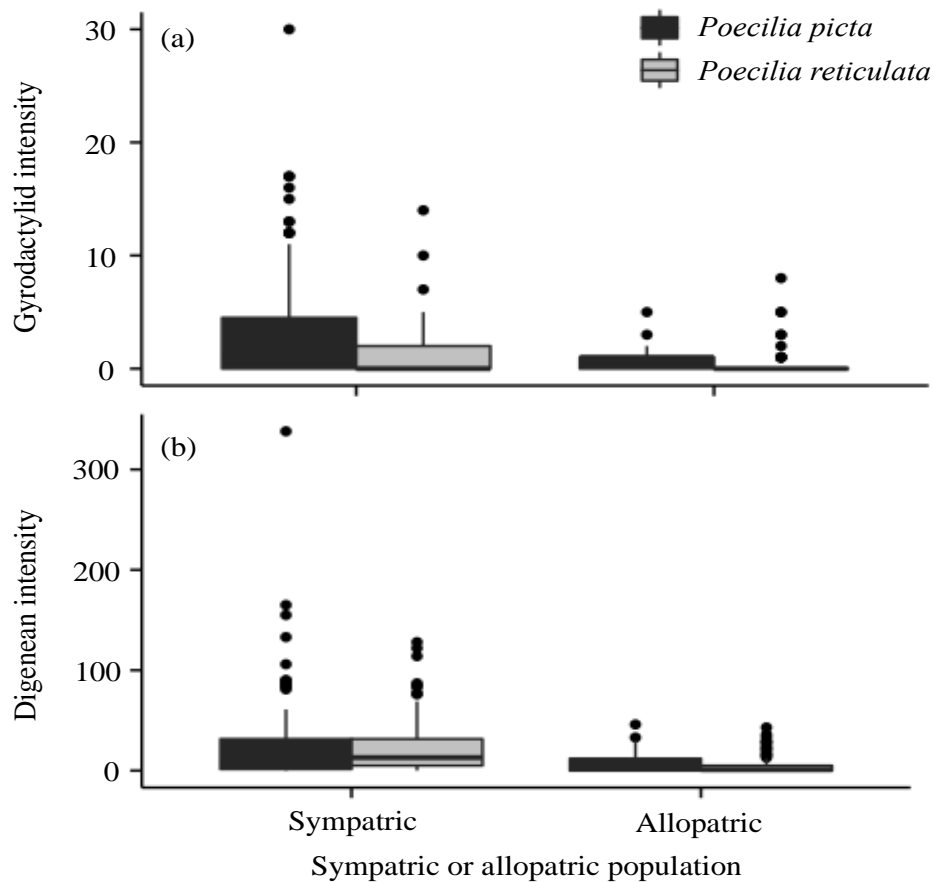 (a)
Poecilia picta
Poecilia reticulata
Gyrodactylid intensity
30
20
10
0
(b)
Digenean intensity
300
200
100
0
Sympatric
Allopatric
Sympatric or allopatric population